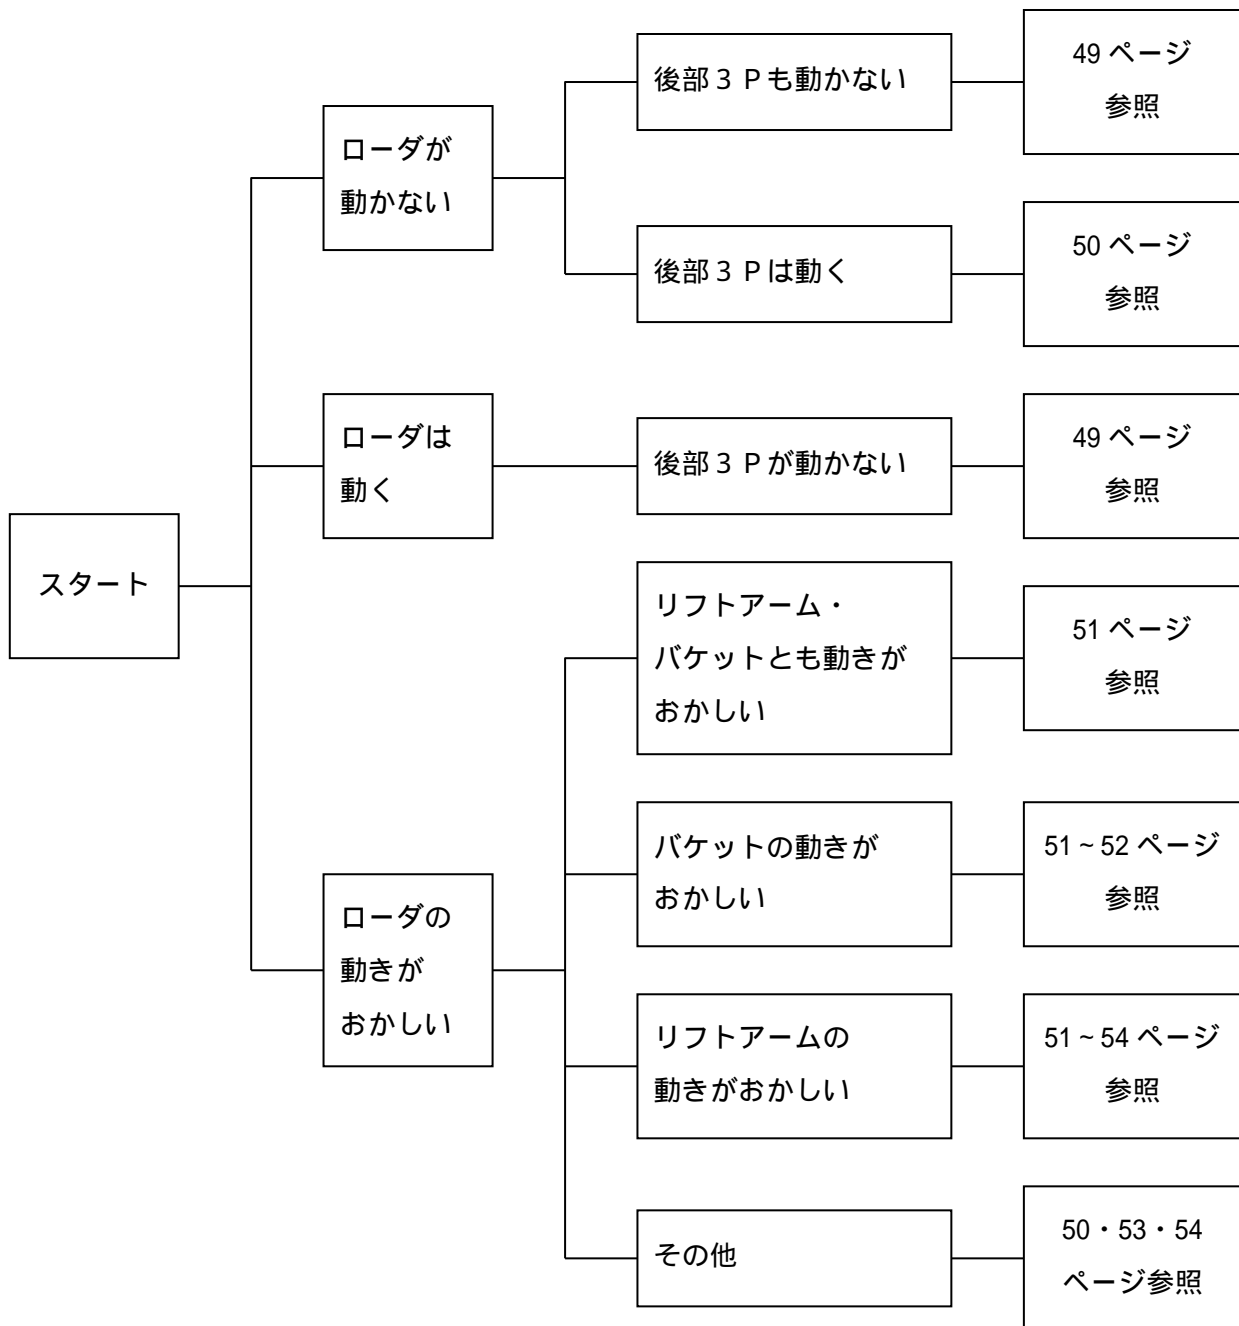 スタート
ローダが
動かない
後部３Ｐも動かない
49 ページ
参照
後部３Ｐは動く
50 ページ
参照
ローダは
動く
後部３Ｐが動かない
49 ページ
参照
ローダの
動きが
おかしい
リフトアーム・
バケットとも動きが
おかしい
51 ページ
参照
バケットの動きが
おかしい
51 ~ 52 ページ
参照
リフトアームの
動きがおかしい
51 ~ 54 ページ
参照
その他
50・53・54
ページ参照